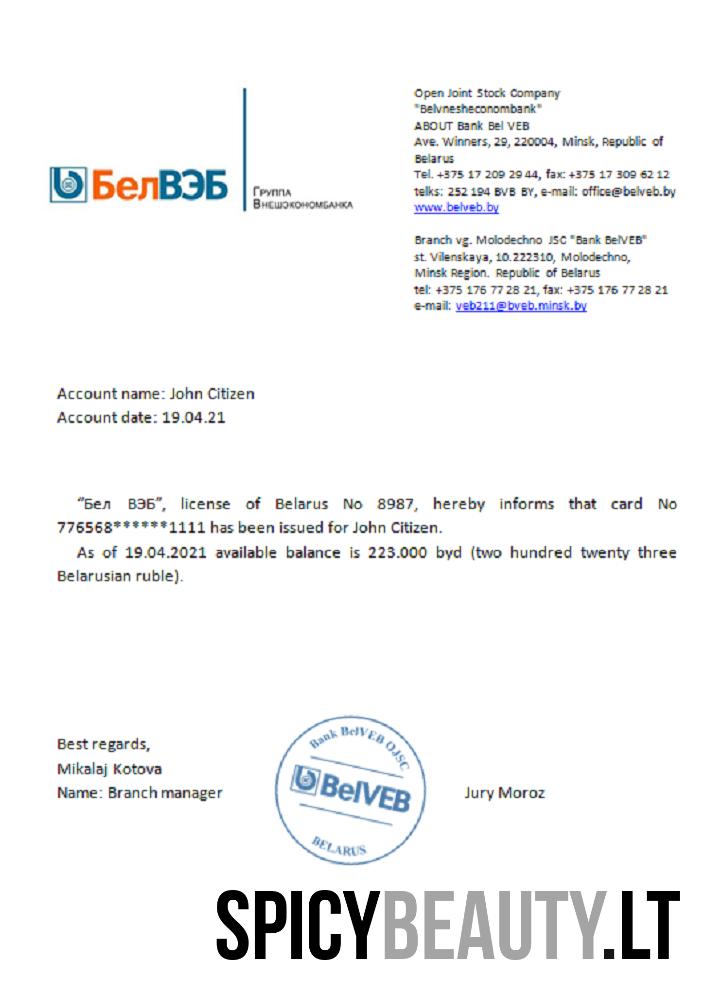 БелВЭБ
Группа
Внешэкономбанка
Open Joint Stock Company
"Belvnesheconombank"
ABOUT Bank Bel VEB
Ave. Winners, 29, 220004, Minsk, Republic of
Belarus
Tel. +375 17 209 29 44, fax: +375 17 309 62 12
telks: 252 194 BVB BY, e-mail: office@belveb.by
www.belveb.by
Branch vg. Molodechno JSC "Bank BelVEB"
st. Vilenskaya, 10.222310, Molodechno,
Minsk Region. Republic of Belarus
tel: +375 176 77 28 21, fax: +375 176 77 28 21
e-mail: veb211@bveb.minsk.by
Account name: John Citizen
Account date: 19.04.21
“Бел ВЭБ”, license of Belarus No 8987, hereby informs that card No
776568******1111 has been issued for John Citizen.
As of 19.04.2021 available balance is 223.000 byd (two hundred twenty three
Belarusian ruble).
Best regards,
Mikalaj Kotova
Name: Branch manager
Bank BelVEB OJSC
BelVEB
BELARUS
Jury Moroz
SPICYBEAUTY.LT